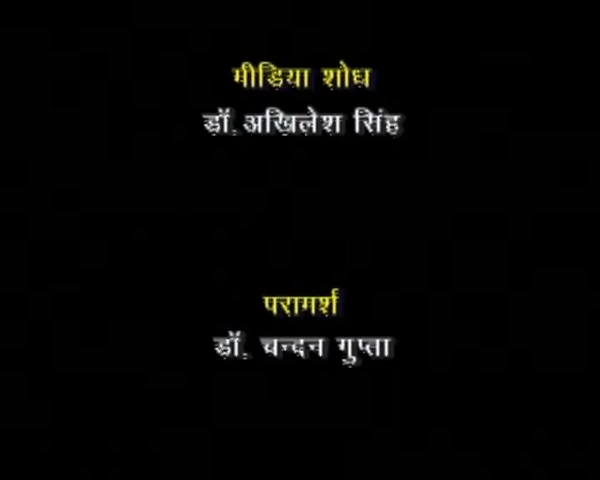 मीडिया शोध
डॉ. अखिलेश सिंह
परामर्श
डॉ. चन्दन गुप्ता